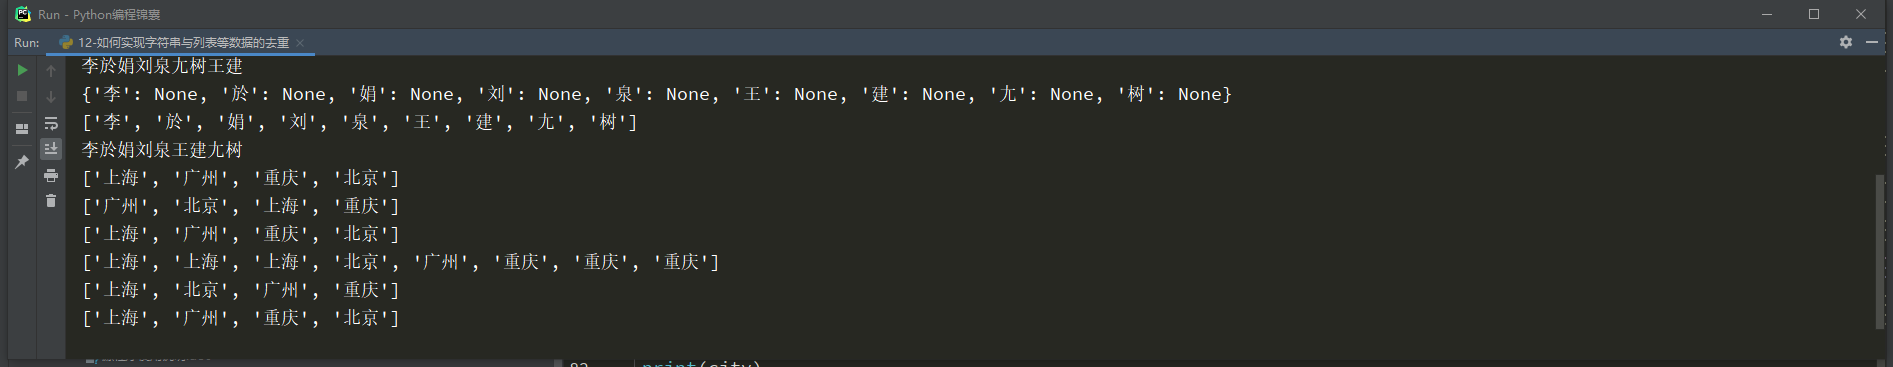 Run - Python编程锦囊
Run: 12-如何实现字符串与列表等数据的去重
李於娟刘泉尢树王建
{'李': None, '於': None, '娟': None, '刘': None, '泉': None, '王': None, '建': None, '尢': None, '树': None}
['李', '於', '娟', '刘', '泉', '王', '建', '尢', '树']
李於娟刘泉王建尢树
['上海', '广州', '重庆', '北京']
['广州', '北京', '上海', '重庆']
['上海', '广州', '重庆', '北京']
['上海', '上海', '上海', '北京', '广州', '重庆', '重庆', '重庆']
['上海', '北京', '广州', '重庆']
['上海', '广州', '重庆', '北京']
print(city)